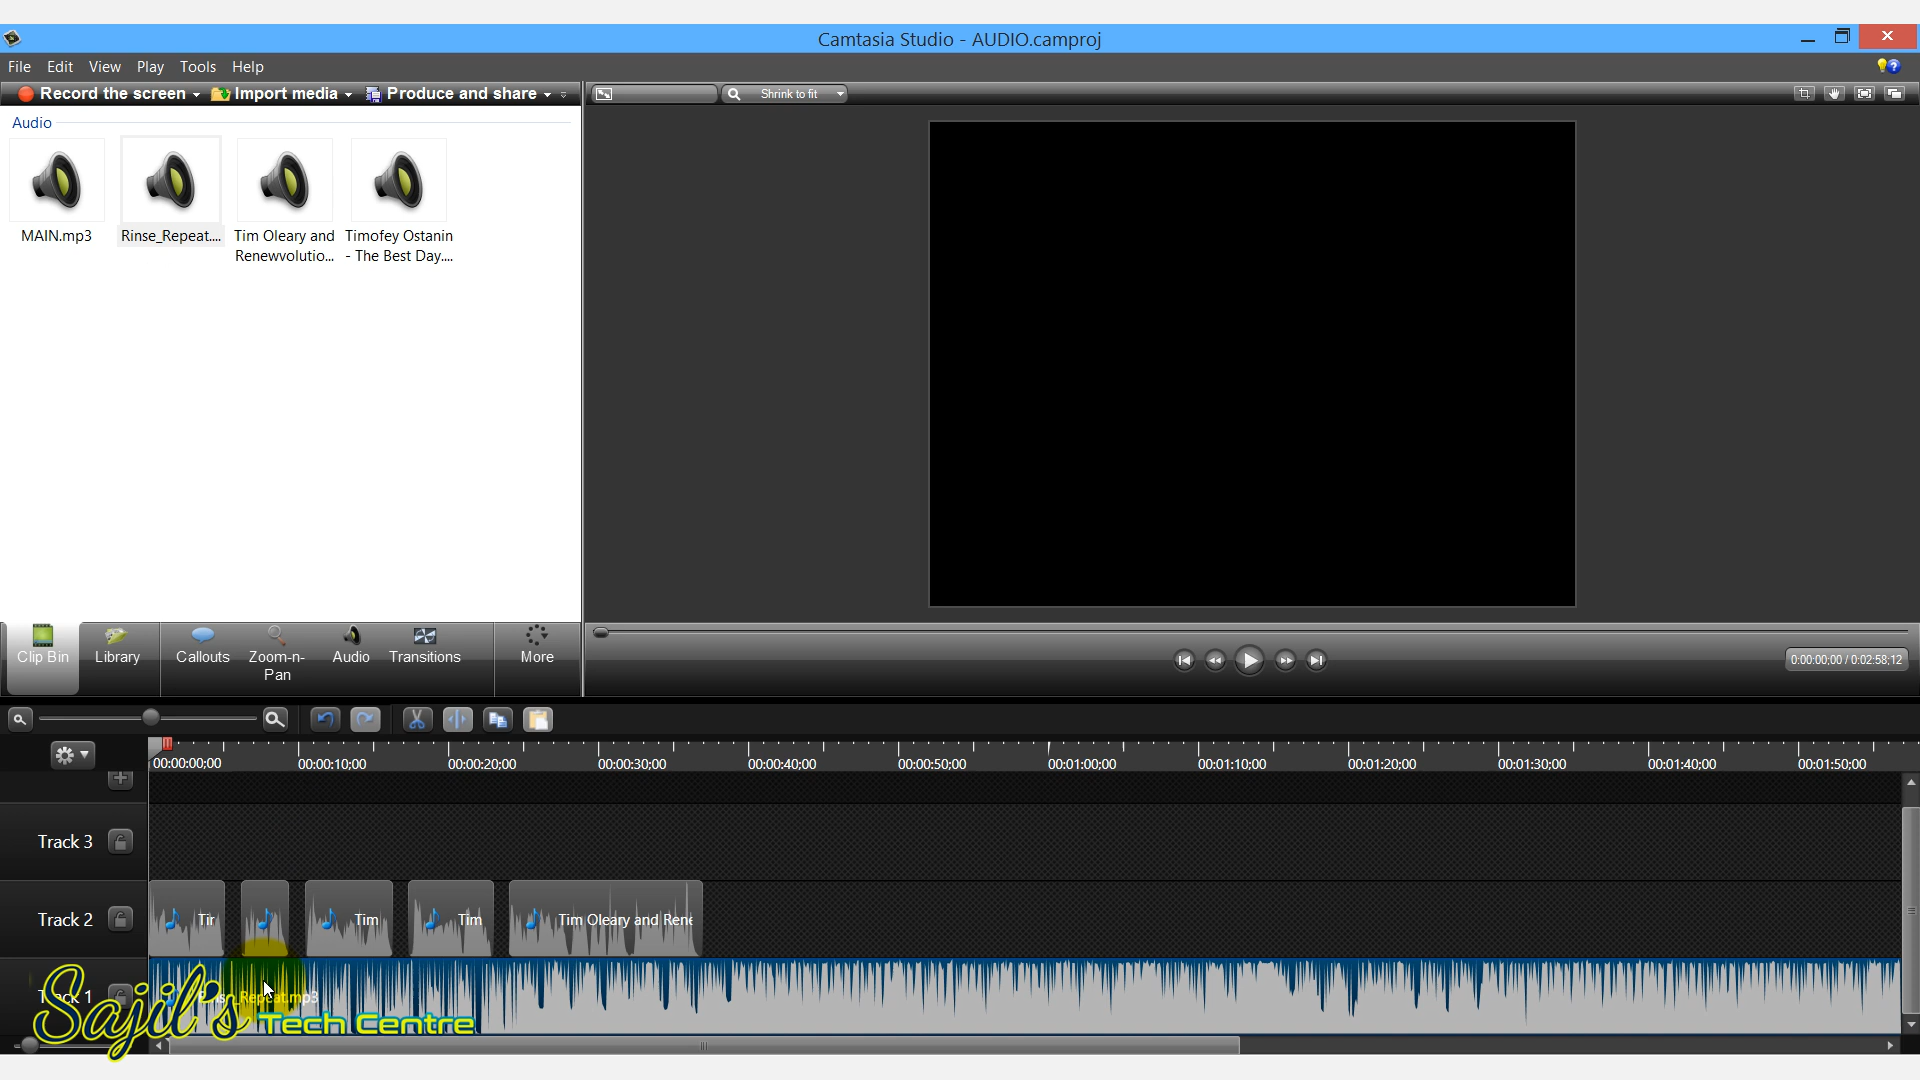 Camtasia Studio - AUDIO.camproj
File Edit View Play Tools Help
Record the screen Import media Produce and share
Shrink to fit
Audio
MAIN.mp3
Rinse_Repeat....
Tim Oleary and
Renewvolutio...
Timofey Ostanin
- The Best Day....
Clip Bin
Library
Callouts
Zoom-n-
Pan
Audio
Transitions
More
0:00:00;00 / 0:02:58;12
00:00:00;00 00:00:10;00 00:00:20;00 00:00:30;00 00:00:40;00 00:00:50;00 00:01:00;00 00:01:10;00 00:01:20;00 00:01:30;00 00:01:40;00 00:01:50;00
Track 3
Track 2
Tim Tim Tim Oleary and Rene
Track 1
Repeat.mp3
Sajil's Tech Centre